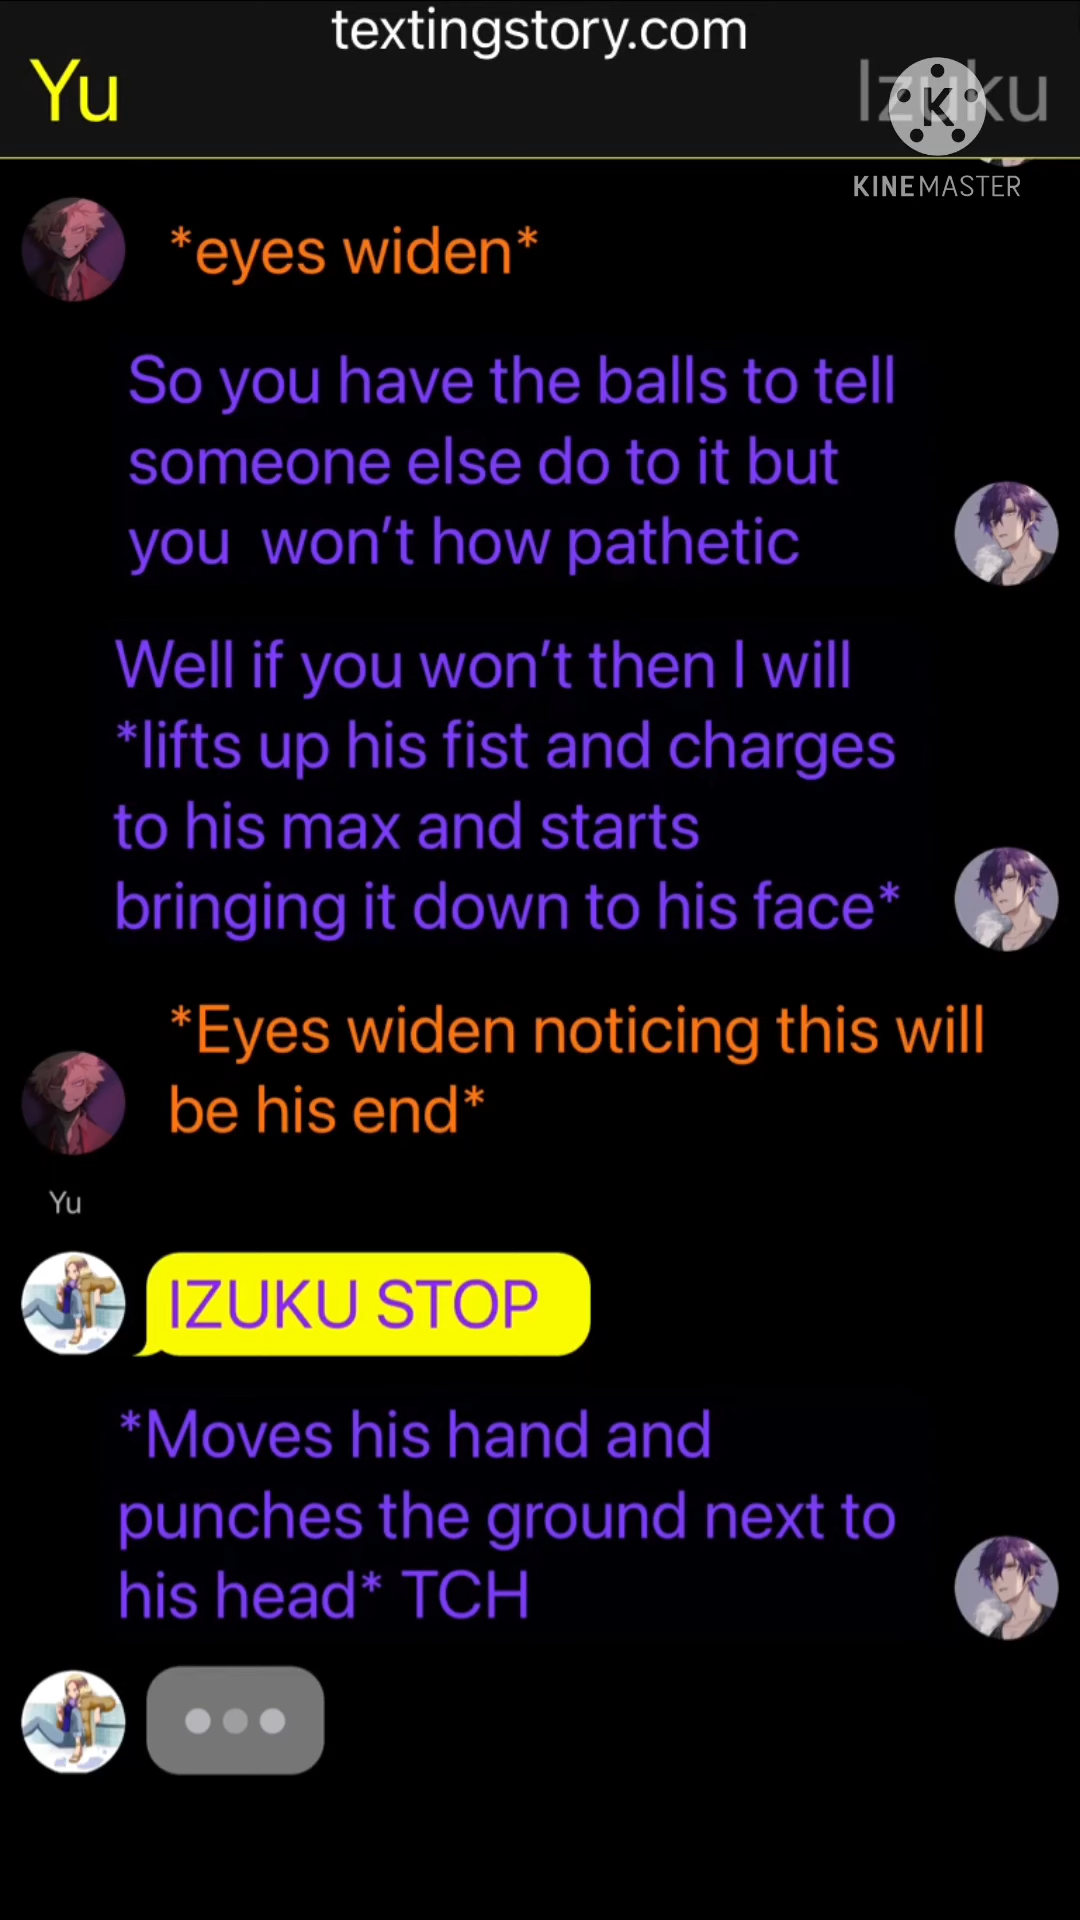 textingstory.com
Yu
Izuku
K
KINEMASTER
*eyes widen*
So you have the balls to tell
someone else do to it but
you  won't how pathetic
Well if you won't then I will
*lifts up his fist and charges
to his max and starts
bringing it down to his face*
*Eyes widen noticing this will
be his end*
Yu
IZUKU STOP
*Moves his hand and
punches the ground next to
his head* TCH